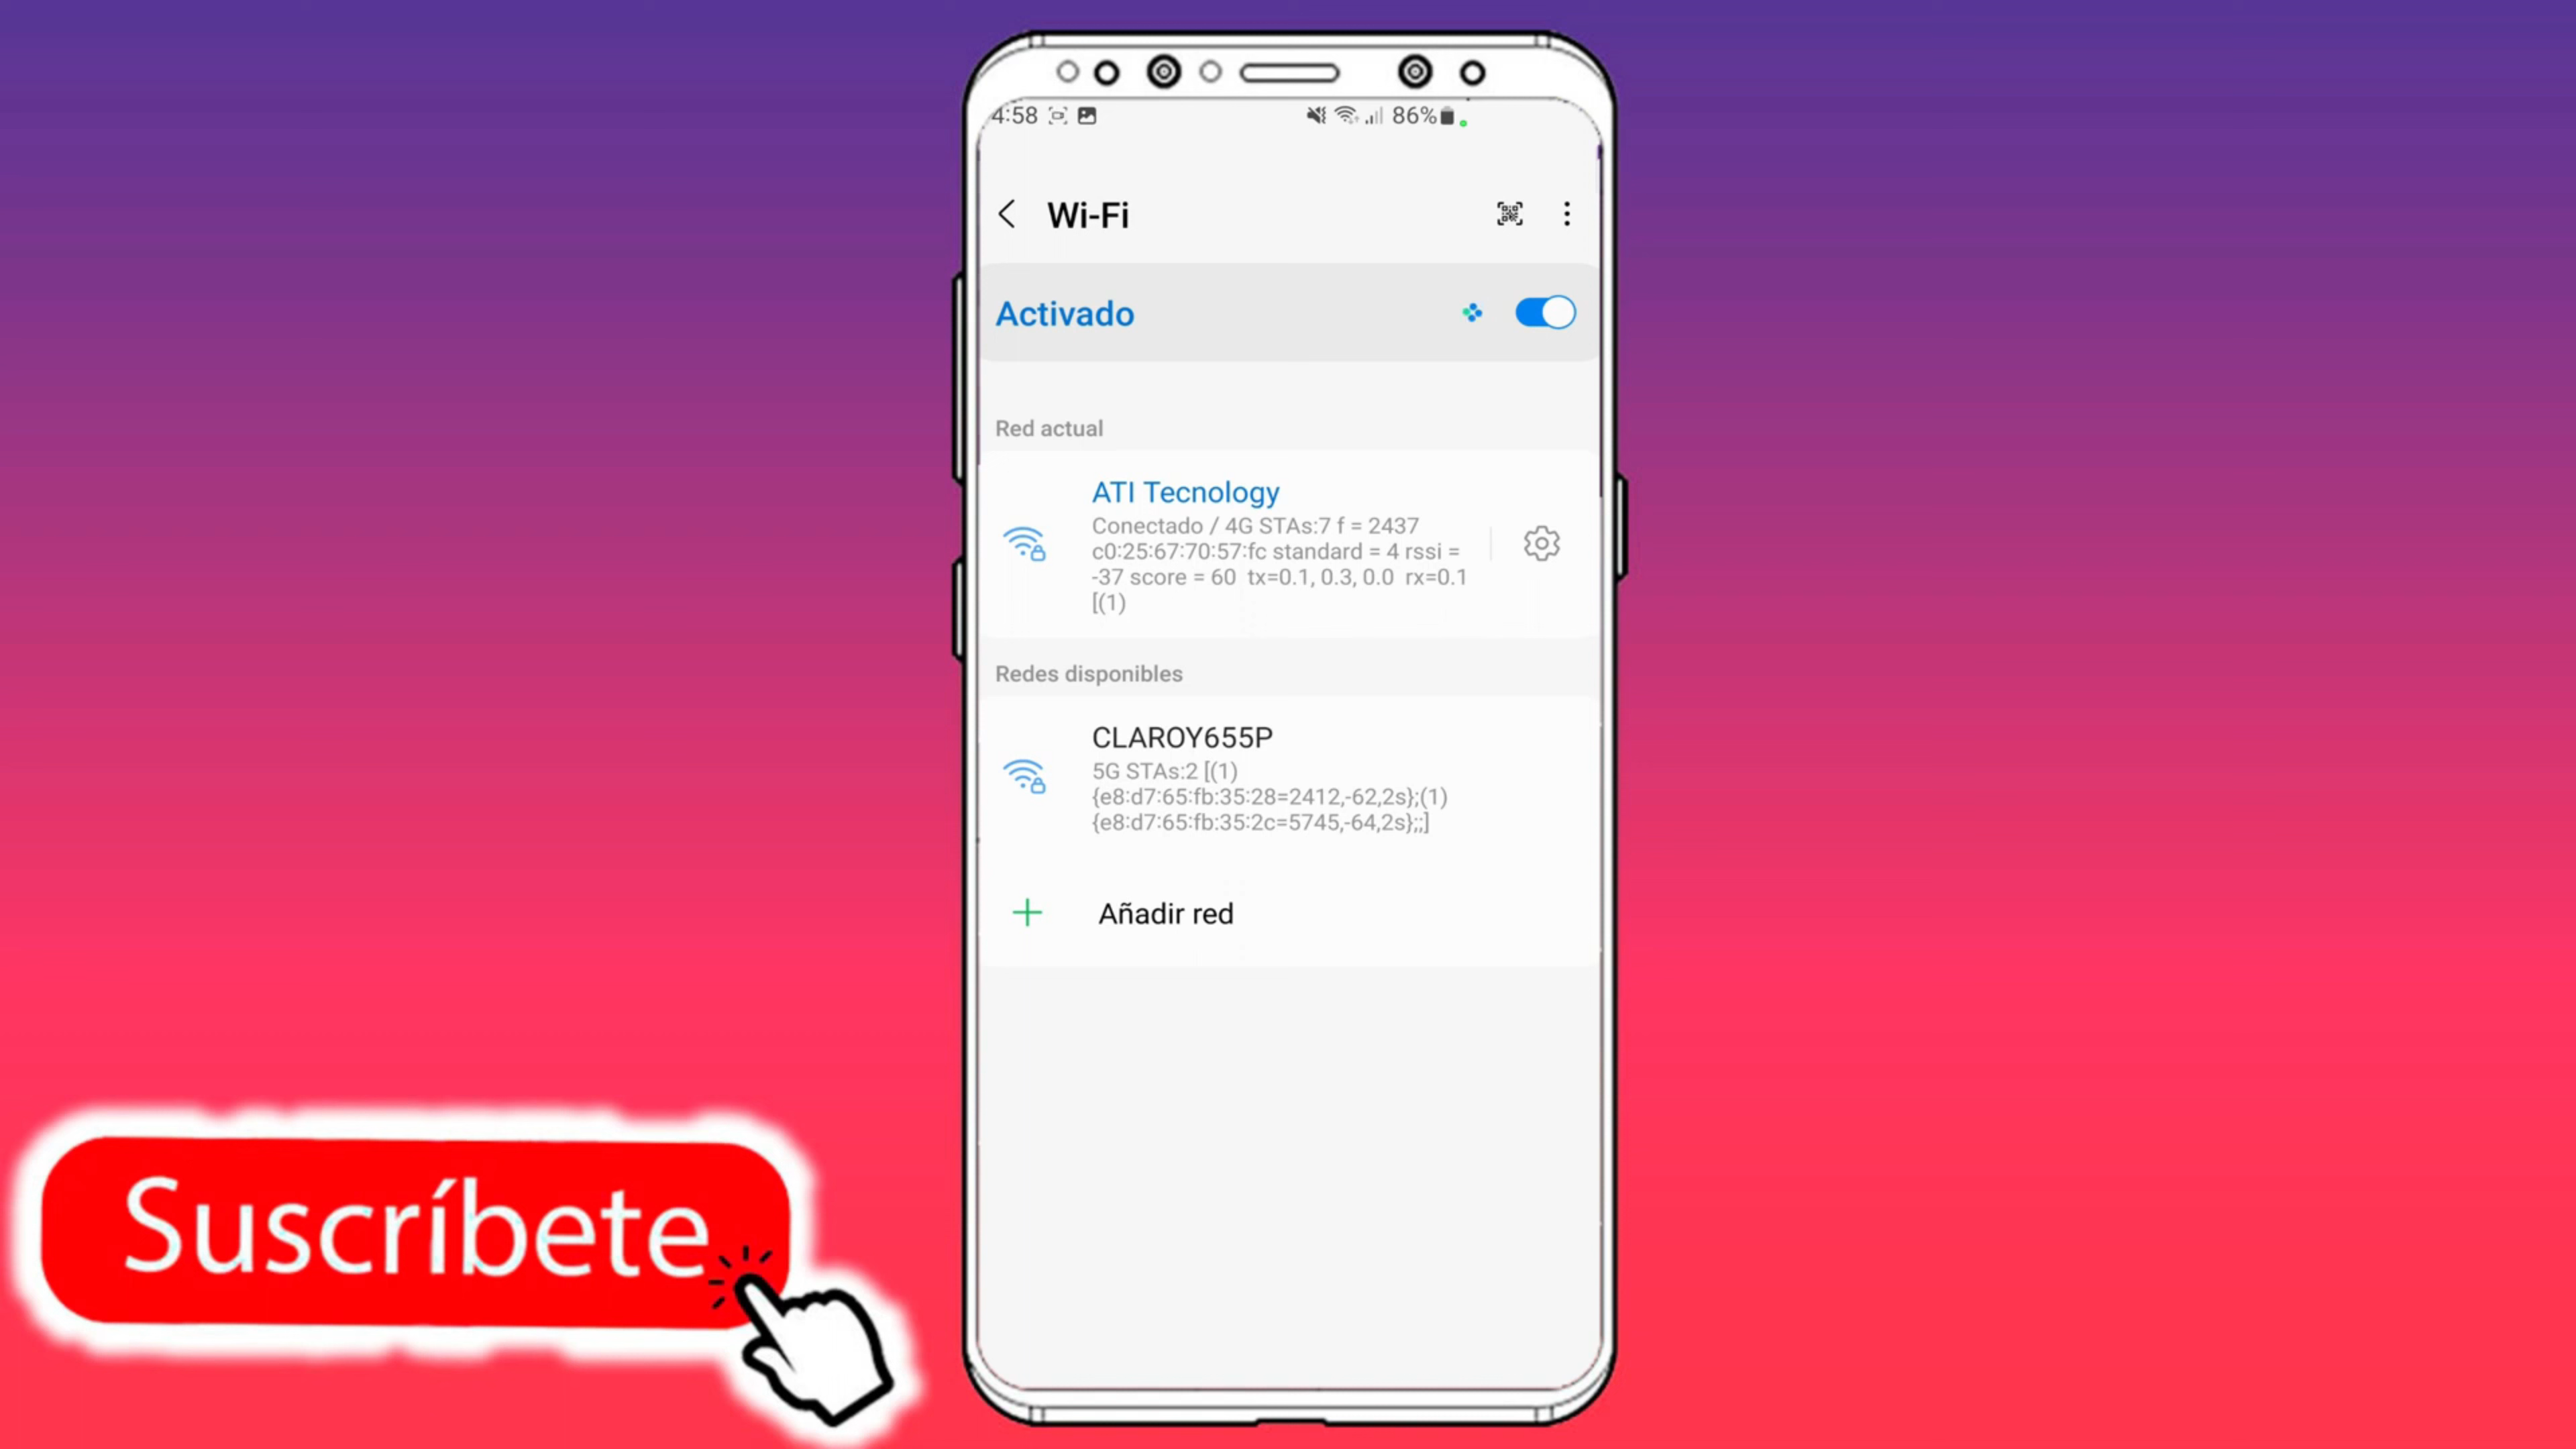 4:58 86%
Wi-Fi
Activado
Red actual
ATI Tecnology
Conectado / 4G STAs:7 f = 2437
c0:25:67:70:57:fc standard = 4 rssi =
-37 score = 60 tx=0.1, 0.3, 0.0 rx=0.1
[(1)
Redes disponibles
CLAROY655P
5G STAs:2 [(1)
{e8:d7:65:fb:35:28=2412,-62,2s};(1)
{e8:d7:65:fb:35:2c=5745,-64,2s};;]
Añadir red
Suscríbete